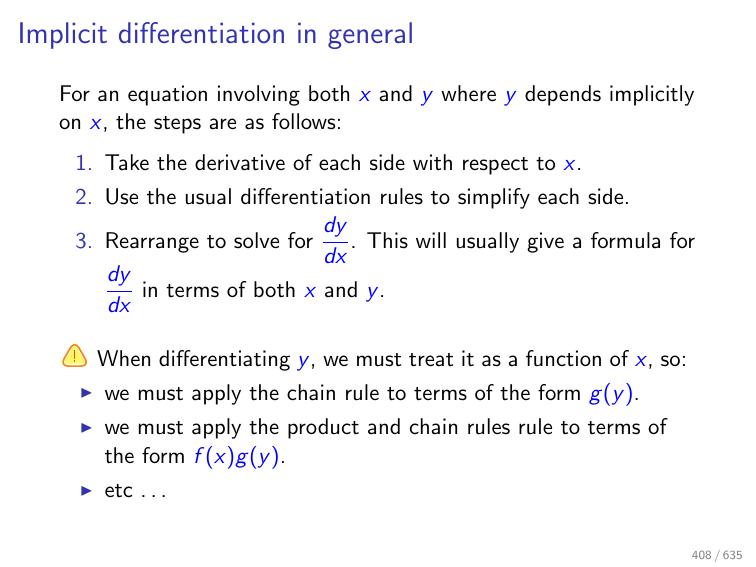 Implicit differentiation in general
For an equation involving both x and y where y depends implicitly
on x, the steps are as follows:
1. Take the derivative of each side with respect to x.
2. Use the usual differentiation rules to simplify each side.
3. Rearrange to solve for dy/dx. This will usually give a formula for
dy/dx in terms of both x and y.
! When differentiating y, we must treat it as a function of x, so:
▶ we must apply the chain rule to terms of the form g(y).
▶ we must apply the product and chain rules rule to terms of
the form f(x)g(y).
▶ etc ...
408 / 635